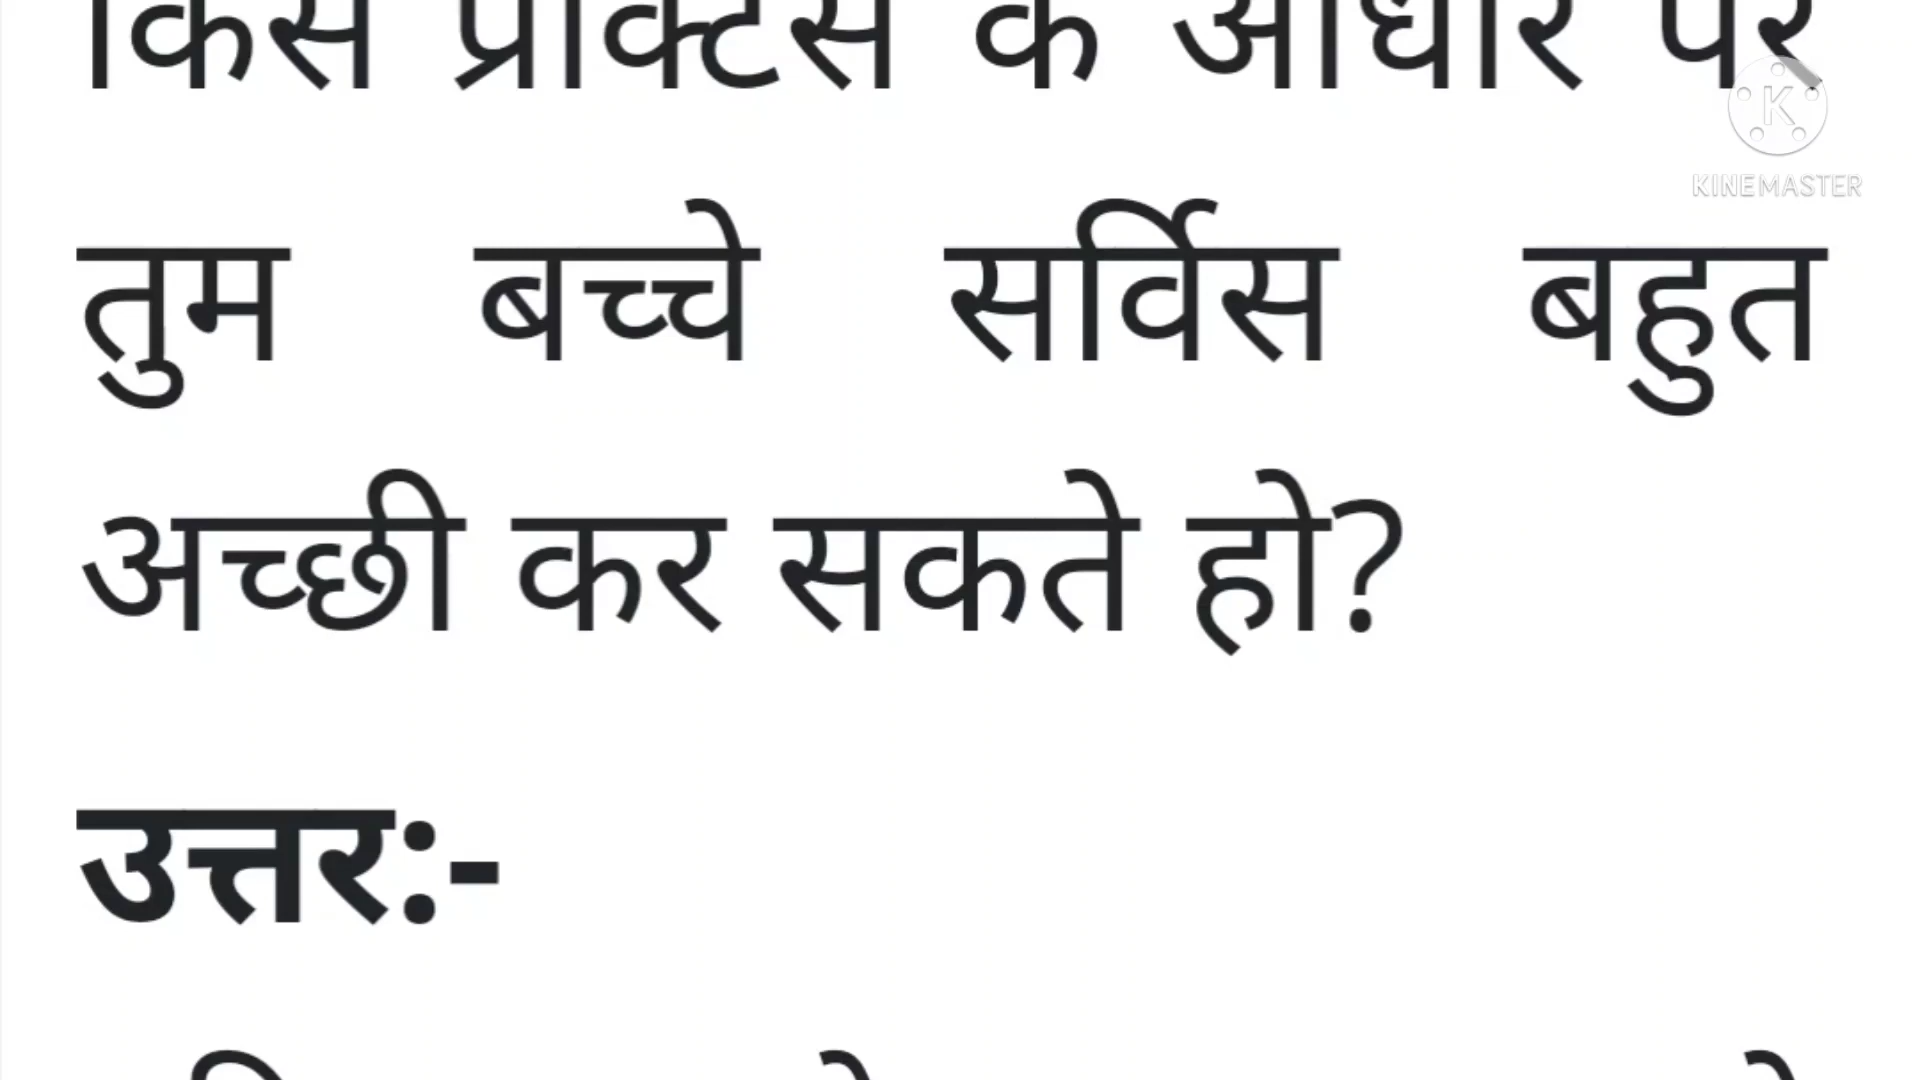 किस प्रैक्टिस के आधार पर
KINEMASTER
तुम बच्चे सर्विस बहुत
अच्छी कर सकते हो?
उत्तर:-